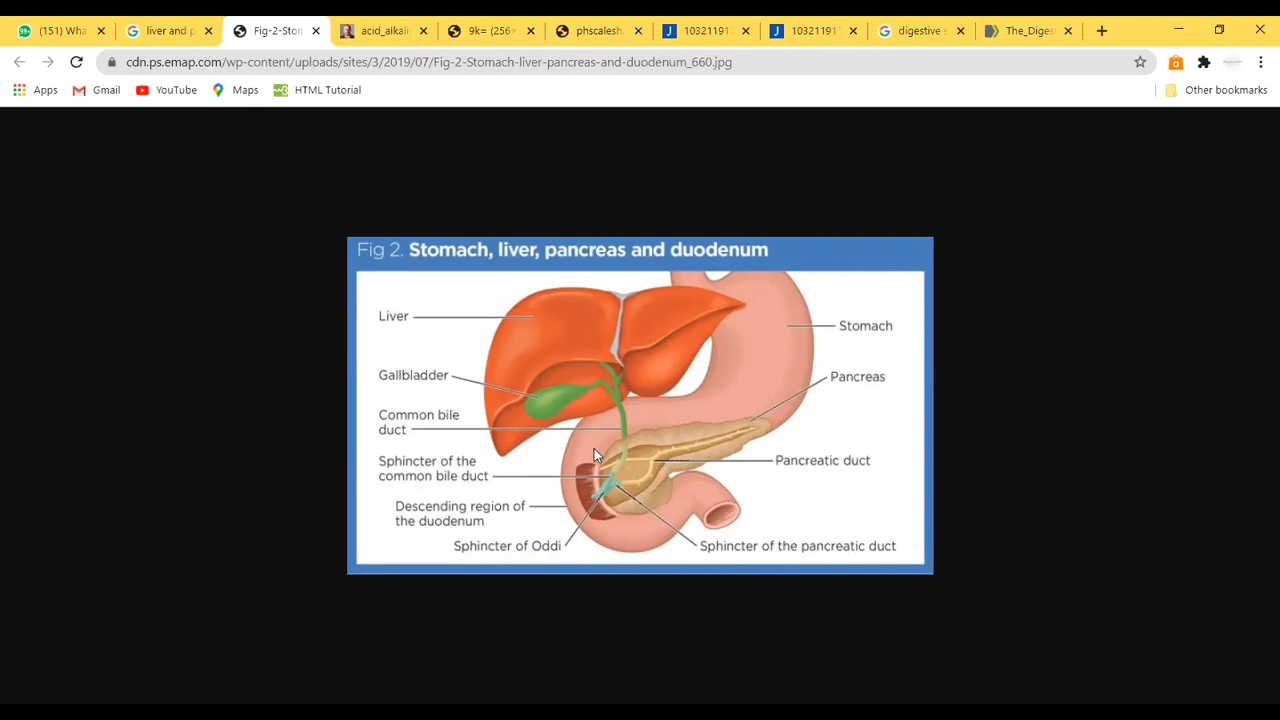 99+
(151) Wha
liver and p
Fig-2-Ston
acid_alkali
9k= (256×
phscalesh
J
10321191
J
10321191
digestive s
The_Diges
cdn.ps.emap.com/wp-content/uploads/sites/3/2019/07/Fig-2-Stomach-liver-pancreas-and-duodenum_660.jpg
Apps
Gmail
YouTube
Maps
HTML Tutorial
Other bookmarks
Fig 2. Stomach, liver, pancreas and duodenum
Liver
Stomach
Gallbladder
Pancreas
Common bile
duct
Sphincter of the
common bile duct
Pancreatic duct
Descending region of
the duodenum
Sphincter of Oddi
Sphincter of the pancreatic duct